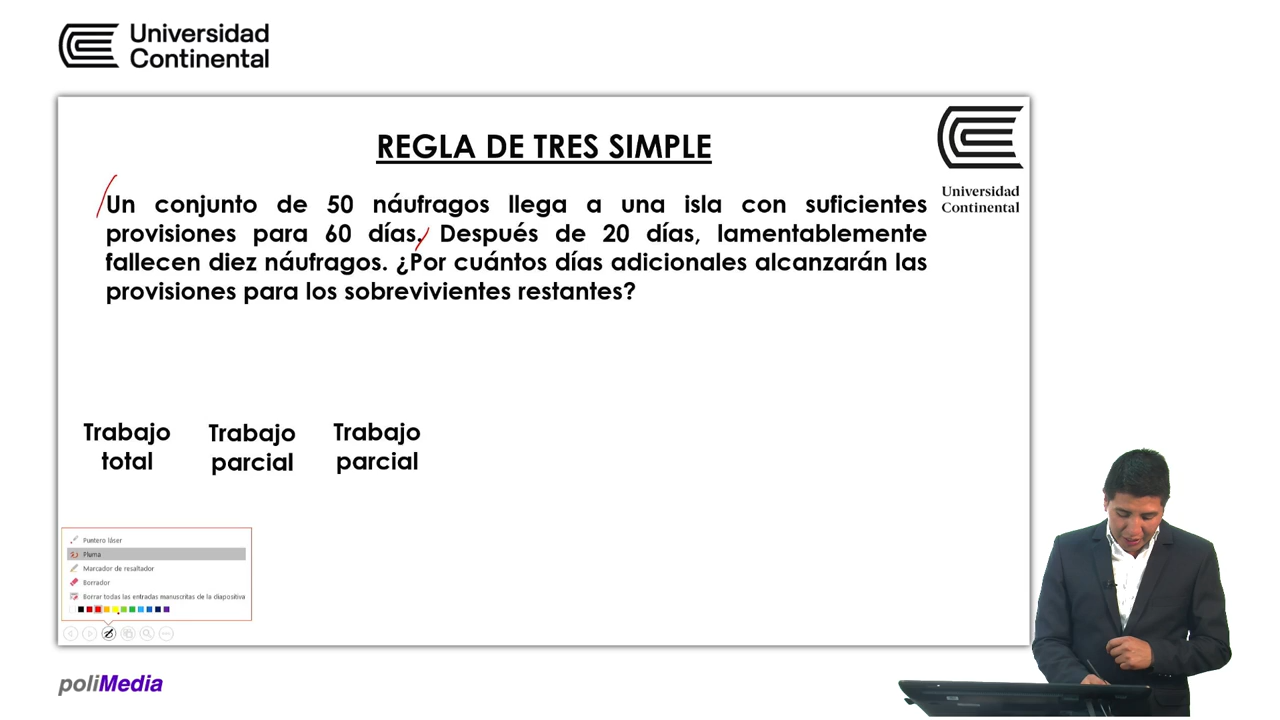 Universidad
Continental
REGLA DE TRES SIMPLE
Universidad
Continental
Un conjunto de 50 náufragos llega a una isla con suficientes
provisiones para 60 días. Después de 20 días, lamentablemente
fallecen diez náufragos. ¿Por cuántos días adicionales alcanzarán las
provisiones para los sobrevivientes restantes?
Trabajo total
Trabajo parcial
Trabajo parcial
Puntero láser
Pluma
Marcador de resaltador
Borrador
Borrar todas las entradas manuscritas de la diapositiva
poliMedia